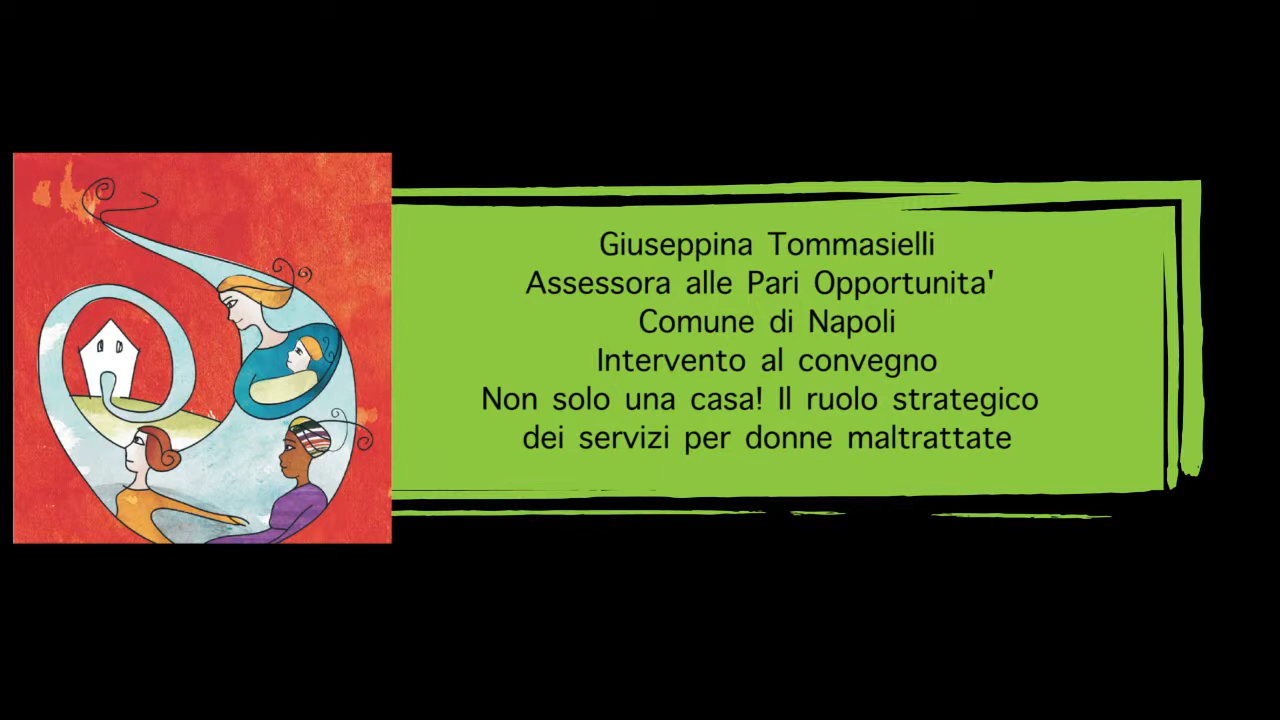 Giuseppina Tommasielli
Assessora alle Pari Opportunita'
Comune di Napoli
Intervento al convegno
Non solo una casa! Il ruolo strategico
dei servizi per donne maltrattate